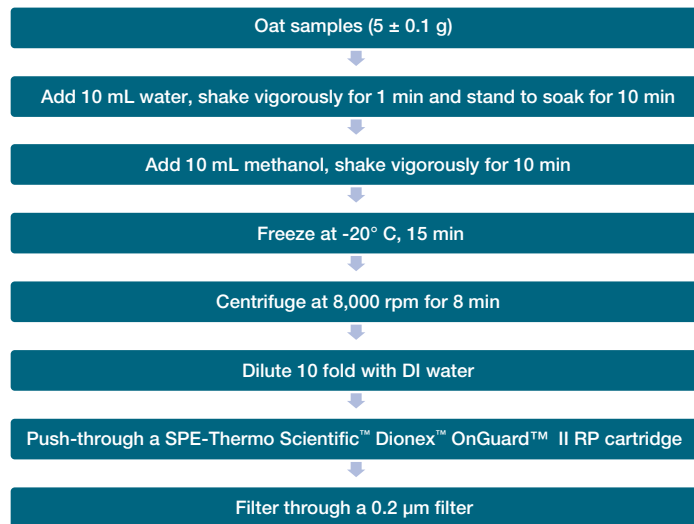 Oat samples (5 ± 0.1 g)
Add 10 mL water, shake vigorously for 1 min and stand to soak for 10 min
Add 10 mL methanol, shake vigorously for 10 min
Freeze at -20° C, 15 min
Centrifuge at 8,000 rpm for 8 min
Dilute 10 fold with DI water
Push-through a SPE-Thermo Scientific™ Dionex™ OnGuard™ II RP cartridge
Filter through a 0.2 µm filter